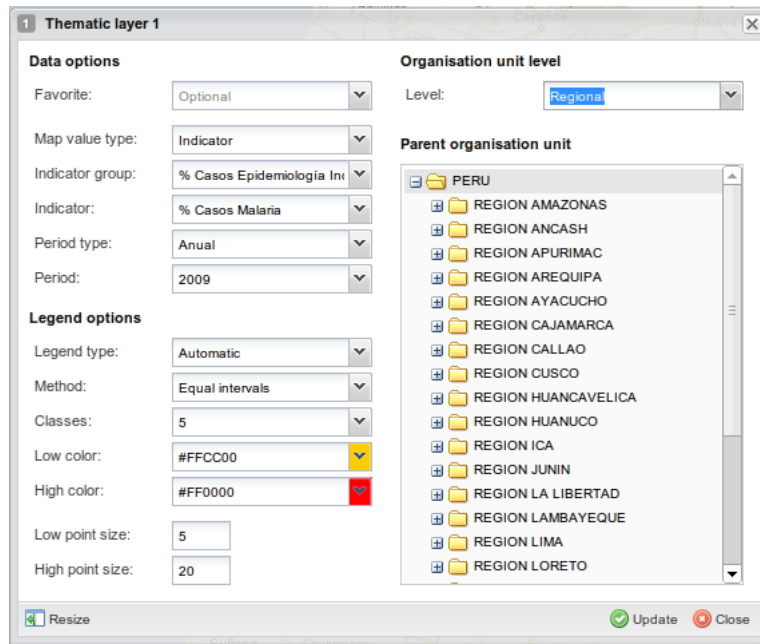 1 Thematic layer 1
Data options
Favorite: Optional
Map value type: Indicator
Indicator group: % Casos Epidemiología
Indicator: % Casos Malaria
Period type: Anual
Period: 2009
Legend options
Legend type: Automatic
Method: Equal intervals
Classes: 5
Low color: #FFCC00
High color: #FF0000
Low point size: 5
High point size: 20
Organisation unit level
Level: Regional
Parent organisation unit
PERU
REGION AMAZONAS
REGION ANCASH
REGION APURIMAC
REGION AREQUIPA
REGION AYACUCHO
REGION CAJAMARCA
REGION CALLAO
REGION CUSCO
REGION HUANCAVELICA
REGION HUANUCO
REGION ICA
REGION JUNIN
REGION LA LIBERTAD
REGION LAMBAYEQUE
REGION LIMA
REGION LORETO
Resize
Update Close